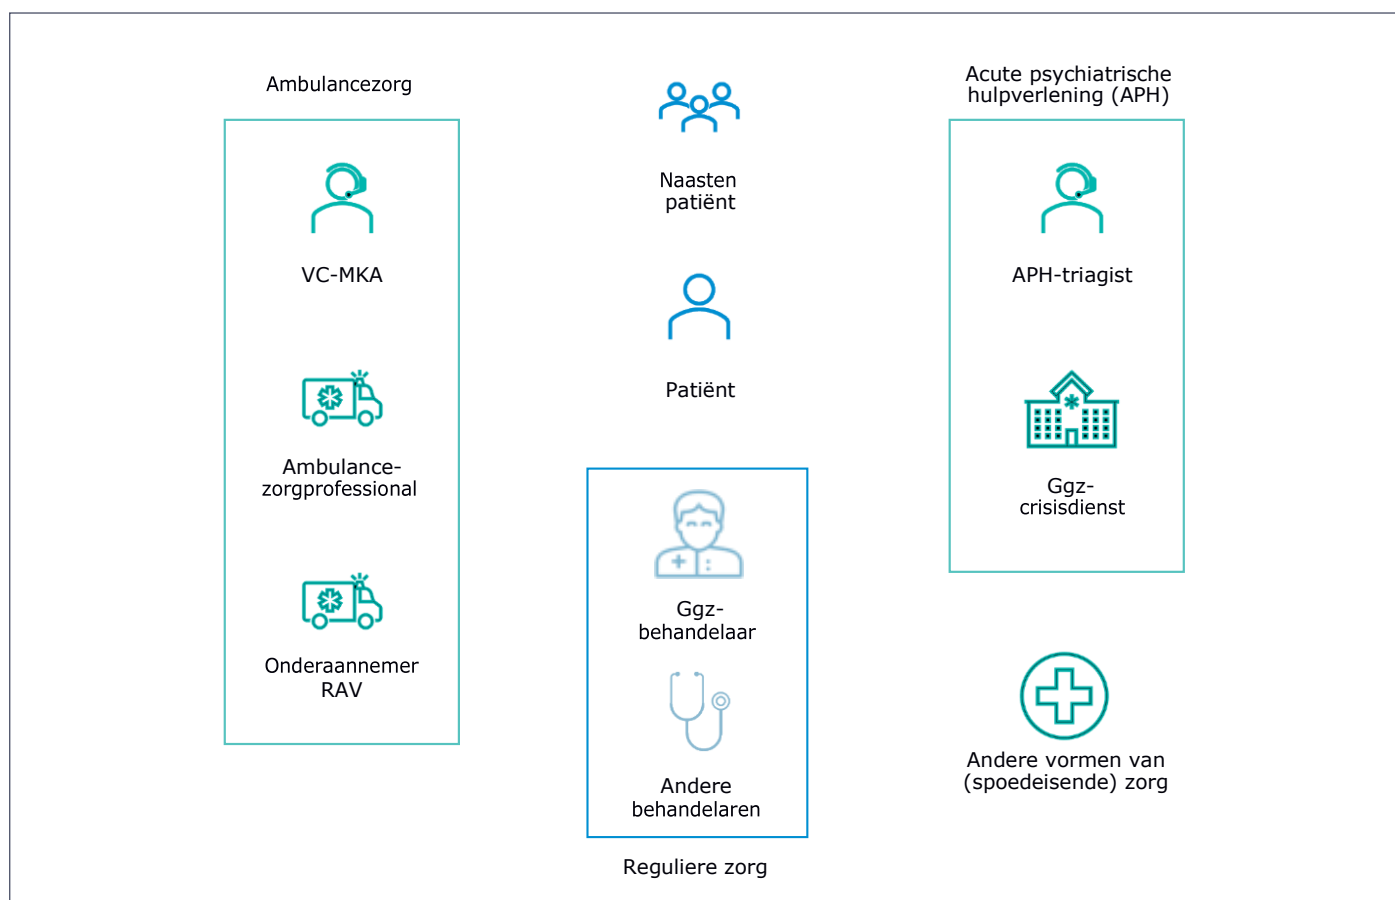 Ambulancezorg
VC-MKA
Ambulance-
zorgprofessional
Onderaannemer
RAV
Naasten
patiënt
Patiënt
Ggz-
behandelaar
Andere
behandelaren
Reguliere zorg
Acute psychiatrische
hulpverlening (APH)
APH-triagist
Ggz-
crisisdienst
Andere vormen van
(spoedeisende) zorg